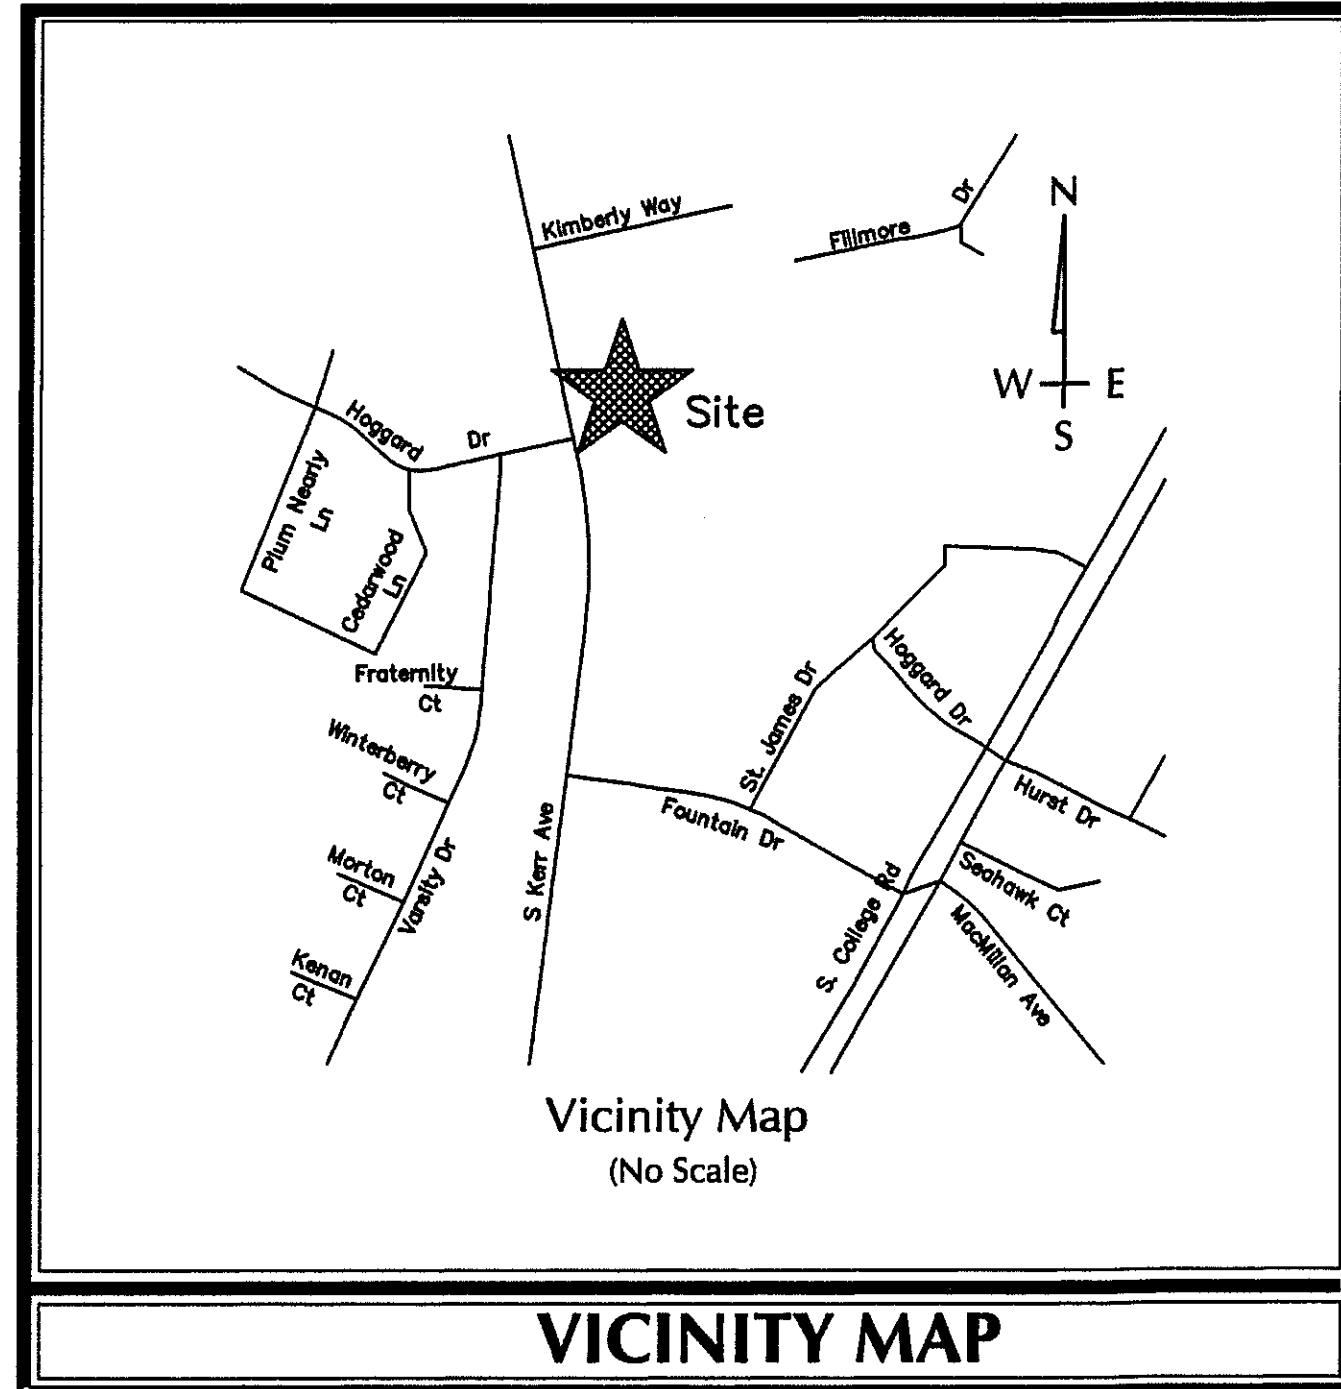 N
Dr
Kimberly Way
Fillmore
W E
S
Site
Hoggard
Dr
Plum Nearly
Ln
Cedarwood
Ln
Fraternity
Ct
Hoggard Dr
St. James Dr
Winterberry
Ct
Hurst Dr
Fountain Dr
S Kerr Ave
Varsity Dr
Morton
Ct
S. College Rd
Seahawk Ct
MacMillan Ave
Kenan
Ct
Vicinity Map
(No Scale)
VICINITY MAP